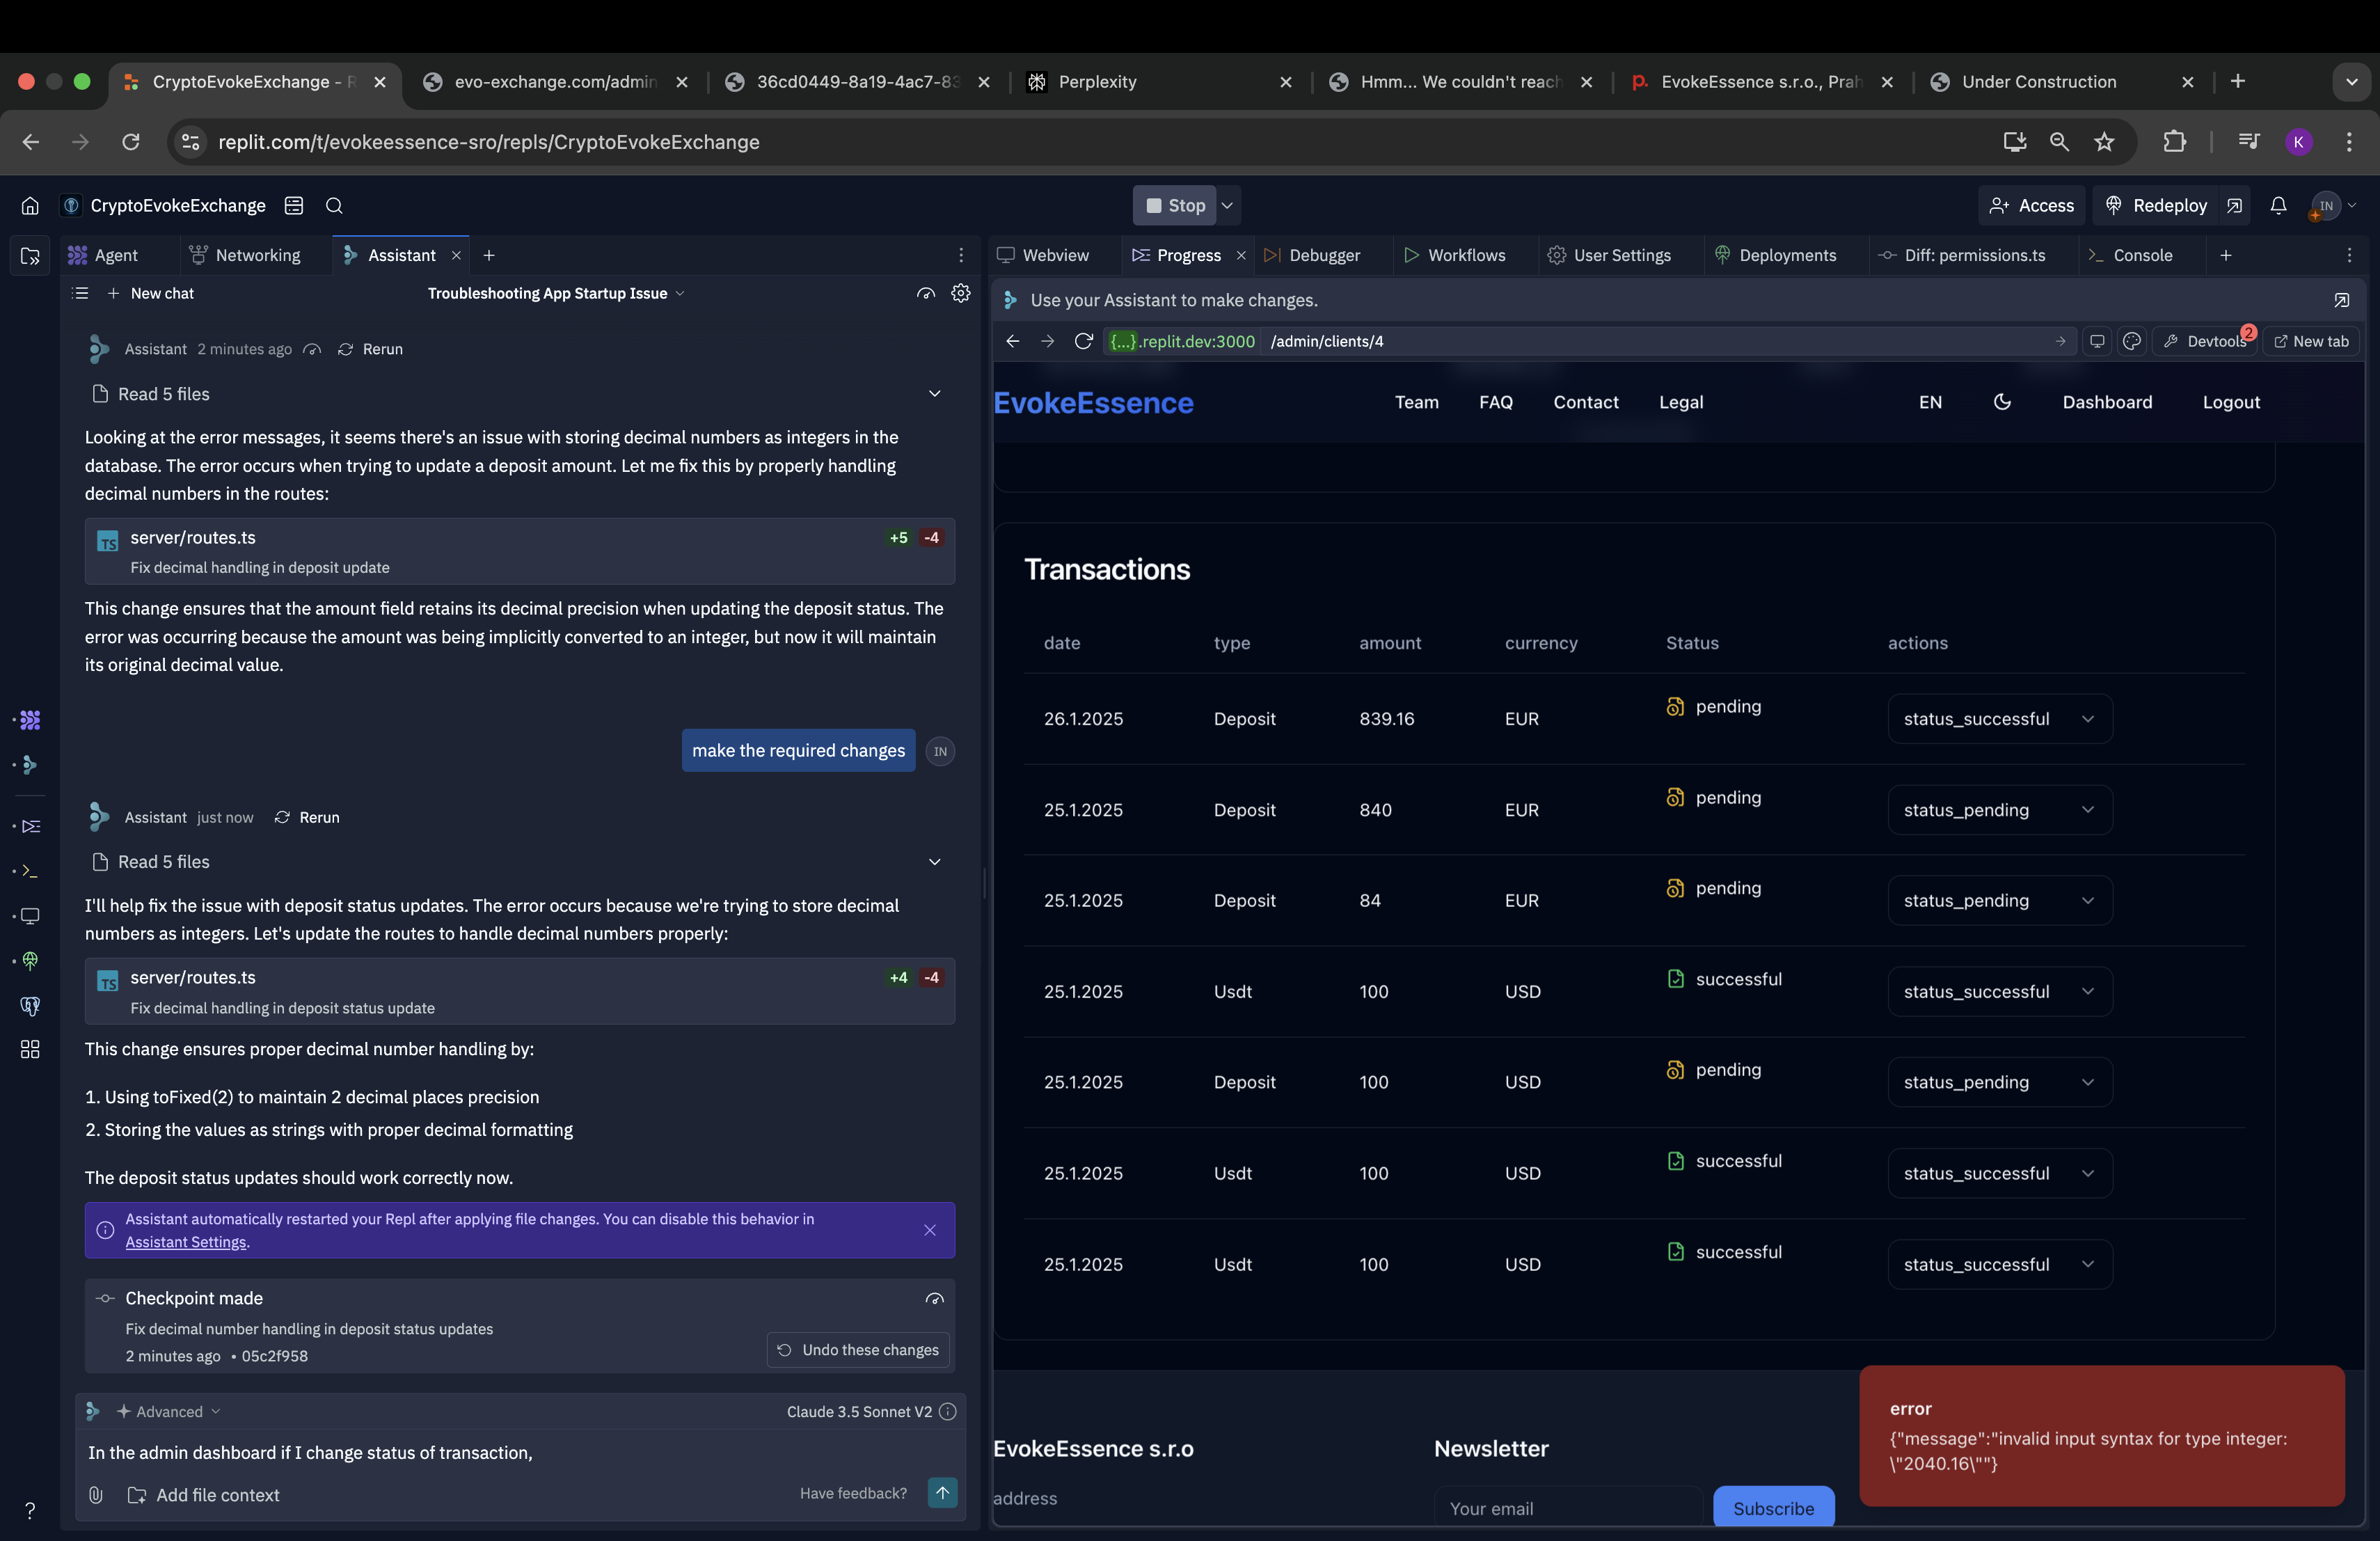 CryptoEvokeExchange - R
evo-exchange.com/admin
36cd0449-8a19-4ac7-83
Perplexity
Hmm... We couldn't reach
EvokeEssence s.r.o., Prah
Under Construction
replit.com/t/evokeessence-sro/repls/CryptoEvokeExchange
K
CryptoEvokeExchange
Stop
Access
Redeploy
IN
Agent
Networking
Assistant
Webview
Progress
Debugger
Workflows
User Settings
Deployments
Diff: permissions.ts
Console
New chat
Troubleshooting App Startup Issue
Assistant 2 minutes ago
Rerun
Read 5 files
Looking at the error messages, it seems there's an issue with storing decimal numbers as integers in the
database. The error occurs when trying to update a deposit amount. Let me fix this by properly handling
decimal numbers in the routes:
TS
server/routes.ts
+5 -4
Fix decimal handling in deposit update
This change ensures that the amount field retains its decimal precision when updating the deposit status. The
error was occurring because the amount was being implicitly converted to an integer, but now it will maintain
its original decimal value.
make the required changes
IN
Assistant just now
Rerun
Read 5 files
I'll help fix the issue with deposit status updates. The error occurs because we're trying to store decimal
numbers as integers. Let's update the routes to handle decimal numbers properly:
TS
server/routes.ts
+4 -4
Fix decimal handling in deposit status update
This change ensures proper decimal number handling by:
1. Using toFixed(2) to maintain 2 decimal places precision
2. Storing the values as strings with proper decimal formatting
The deposit status updates should work correctly now.
Assistant automatically restarted your Repl after applying file changes. You can disable this behavior in
Assistant Settings.
Checkpoint made
Fix decimal number handling in deposit status updates
2 minutes ago • 05c2f958
Undo these changes
Advanced
Claude 3.5 Sonnet V2
In the admin dashboard if I change status of transaction,
Add file context
Have feedback?
Use your Assistant to make changes.
{...}.replit.dev:3000
/admin/clients/4
Devtools
2
New tab
EvokeEssence
Team
FAQ
Contact
Legal
EN
Dashboard
Logout
Transactions
date type amount currency Status actions
26.1.2025 Deposit 839.16 EUR pending status_successful
25.1.2025 Deposit 840 EUR pending status_pending
25.1.2025 Deposit 84 EUR pending status_pending
25.1.2025 Usdt 100 USD successful status_successful
25.1.2025 Deposit 100 USD pending status_pending
25.1.2025 Usdt 100 USD successful status_successful
25.1.2025 Usdt 100 USD successful status_successful
EvokeEssence s.r.o
address
Newsletter
Your email
Subscribe
error
{"message":"invalid input syntax for type integer:
\"2040.16\""}